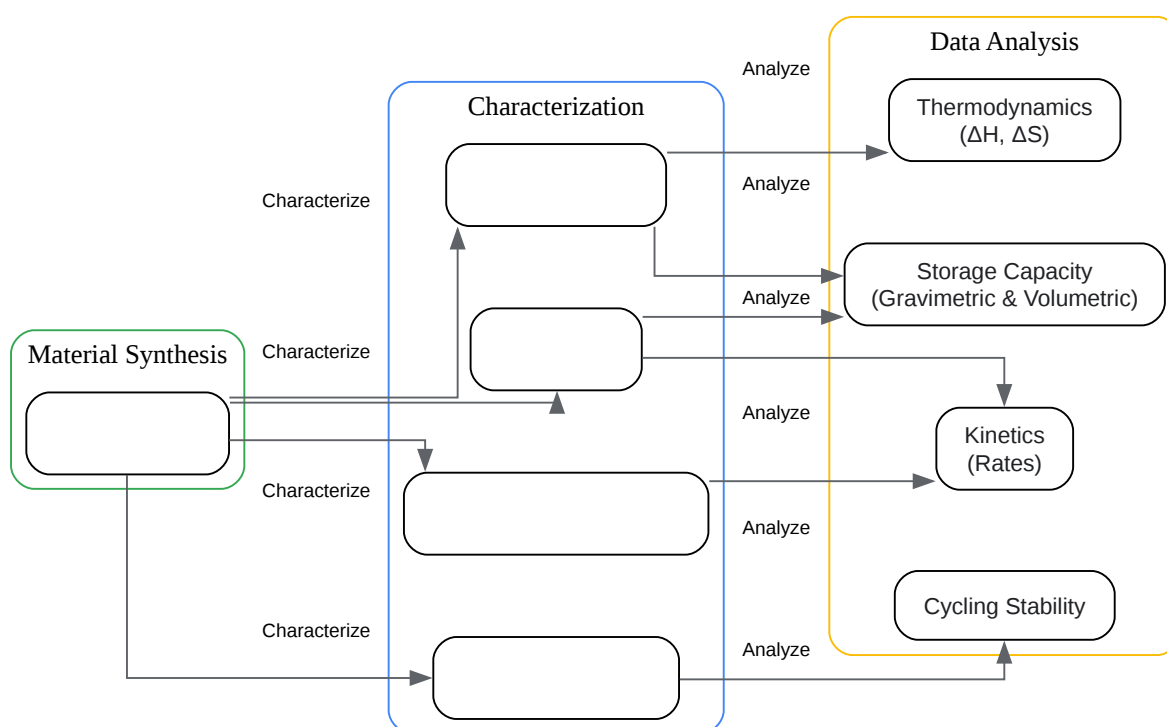 Data Analysis
Analyze
Thermodynamics
(ΔH, ΔS)
Characterization
Analyze
Characterize
Storage Capacity
(Gravimetric & Volumetric)
Analyze
Material Synthesis
Characterize
Analyze
Kinetics
(Rates)
Characterize
Analyze
Cycling Stability
Characterize
Analyze